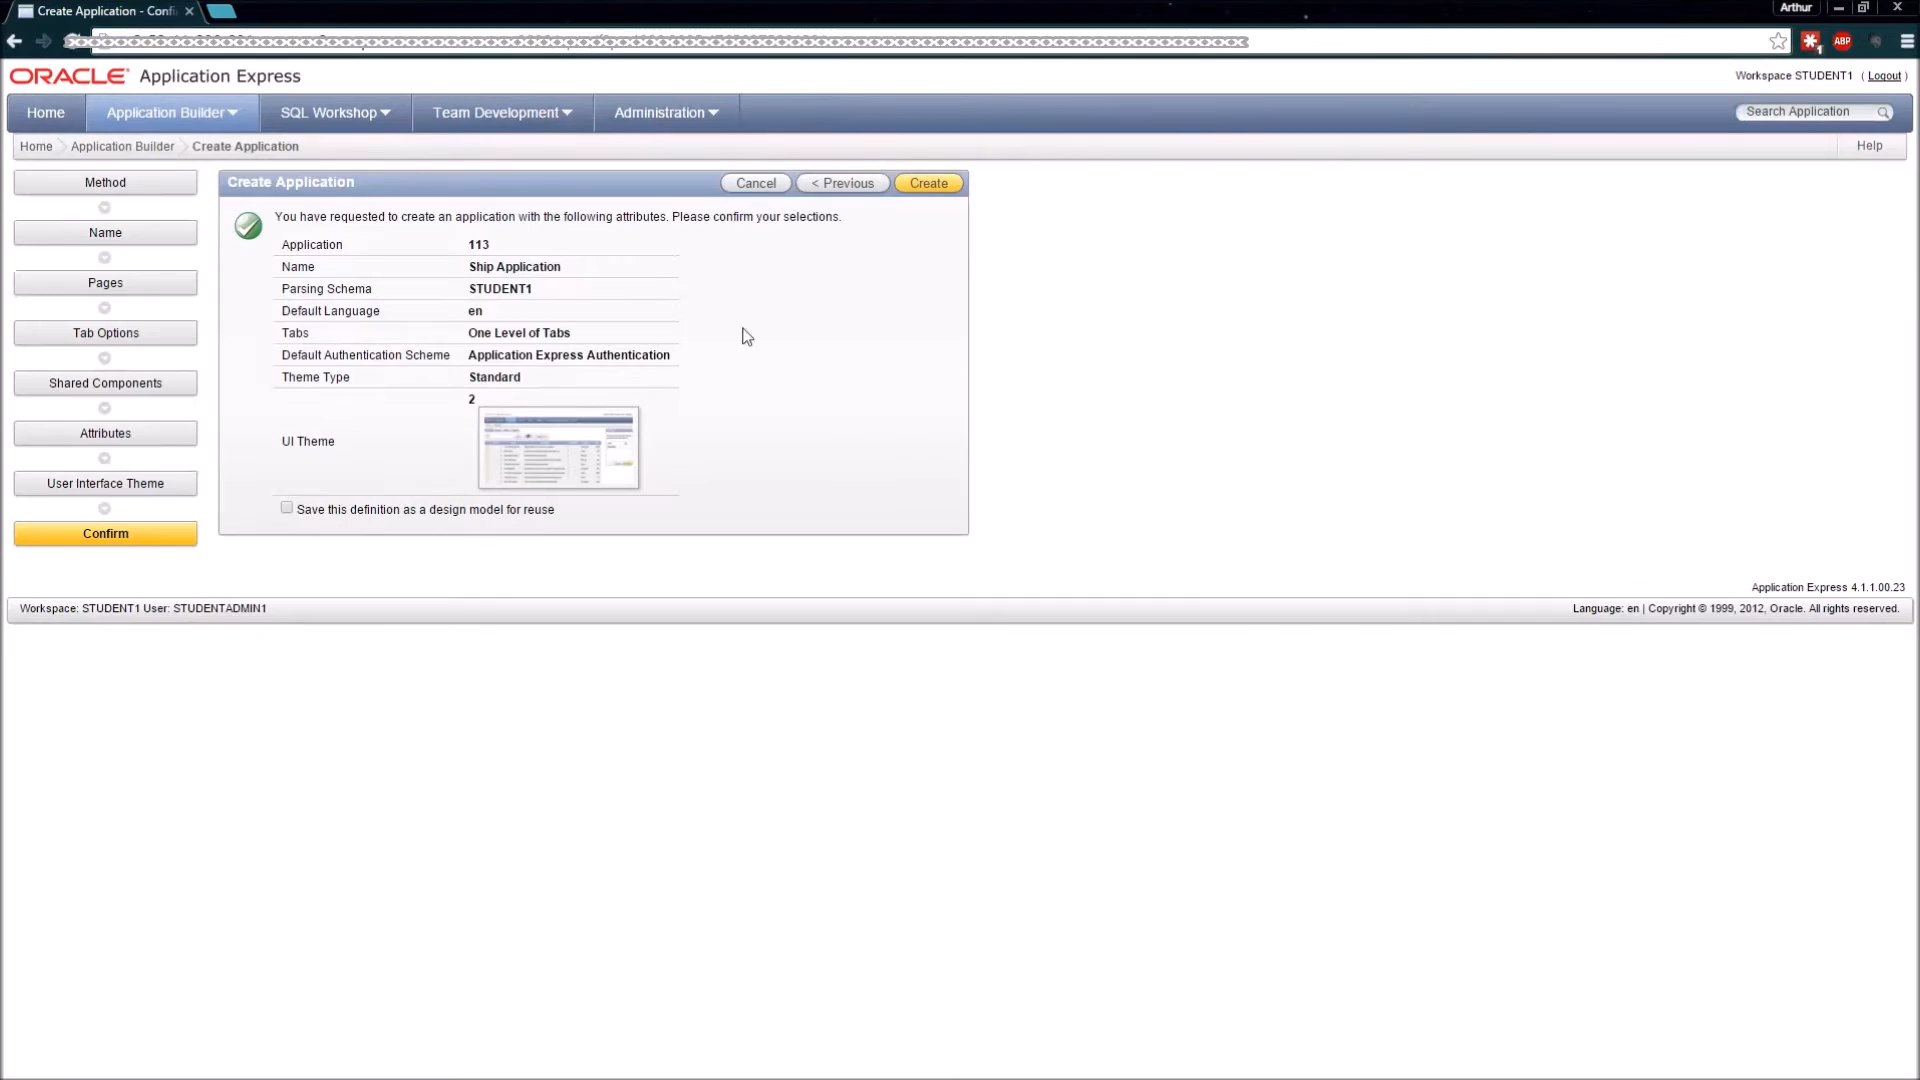 Create Application - Confi
Arthur
ABP
ORACLE Application Express
Workspace STUDENT1 ( Logout )
Home
Application Builder
SQL Workshop
Team Development
Administration
Search Application
Home
Application Builder
Create Application
Help
Method
Name
Pages
Tab Options
Shared Components
Attributes
User Interface Theme
Confirm
Create Application
Cancel
< Previous
Create
You have requested to create an application with the following attributes. Please confirm your selections.
Application 113
Name Ship Application
Parsing Schema STUDENT1
Default Language en
Tabs One Level of Tabs
Default Authentication Scheme Application Express Authentication
Theme Type Standard
UI Theme 2
Save this definition as a design model for reuse
Application Express 4.1.1.00.23
Workspace: STUDENT1 User: STUDENTADMIN1
Language: en | Copyright © 1999, 2012, Oracle. All rights reserved.